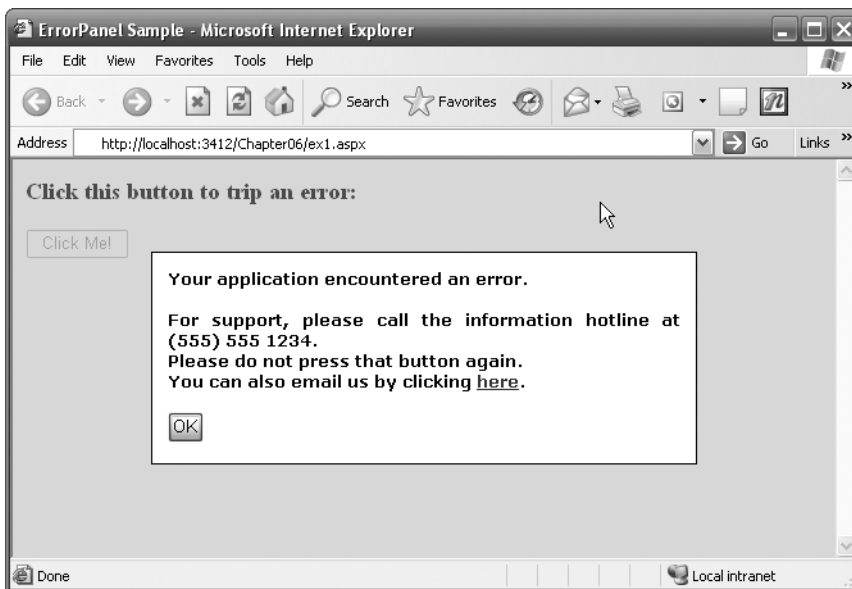 ErrorPanel Sample - Microsoft Internet Explorer
File Edit View Favorites Tools Help
Back Search Favorites
Address http://localhost:3412/Chapter06/ex1.aspx Go Links »
Click this button to trip an error:
Click Me!
Your application encountered an error.
For support, please call the information hotline at
(555) 555 1234.
Please do not press that button again.
You can also email us by clicking here.
OK
Done Local intranet